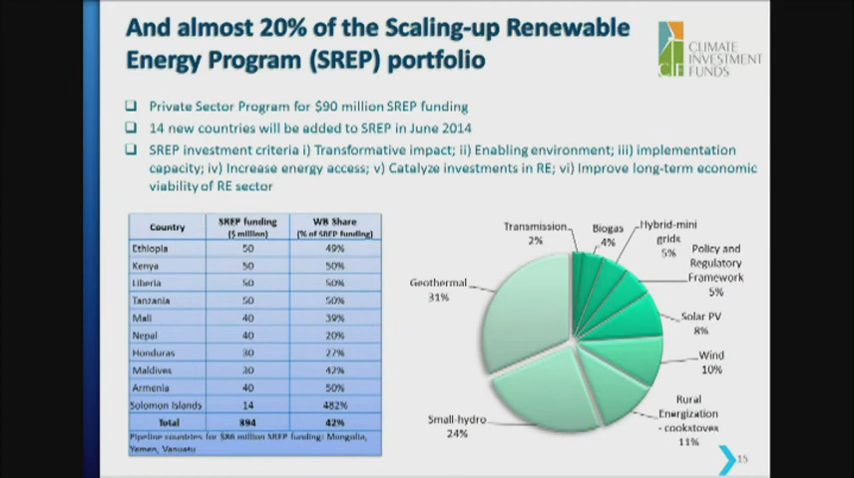 And almost 20% of the Scaling-up Renewable
Energy Program (SREP) portfolio
CLIMATE
INVESTMENT
FUNDS
CIF
Private Sector Program for $90 million SREP funding
14 new countries will be added to SREP in June 2014
SREP investment criteria i) Transformative impact; ii) Enabling environment; iii) implementation
capacity; iv) Increase energy access; v) Catalyze investments in RE; vi) Improve long-term economic
viability of RE sector
Country SREP funding ($ million) WB Share (% of SREP funding)
Ethiopia 50 49%
Kenya 50 50%
Liberia 50 50%
Tanzania 50 50%
Mali 40 39%
Nepal 40 20%
Honduras 30 27%
Maldives 30 42%
Armenia 40 50%
Solomon Islands 14 482%
Total 394 42%
Pipeline countries for $86 million SREP funding: Mongolia,
Yemen, Vanuatu
Transmission
2%
Biogas
4%
Hybrid-mini
grids
5%
Policy and
Regulatory
Framework
5%
Solar PV
8%
Wind
10%
Rural
Energization
- cookstoves
11%
Small-hydro
24%
Geothermal
31%
15